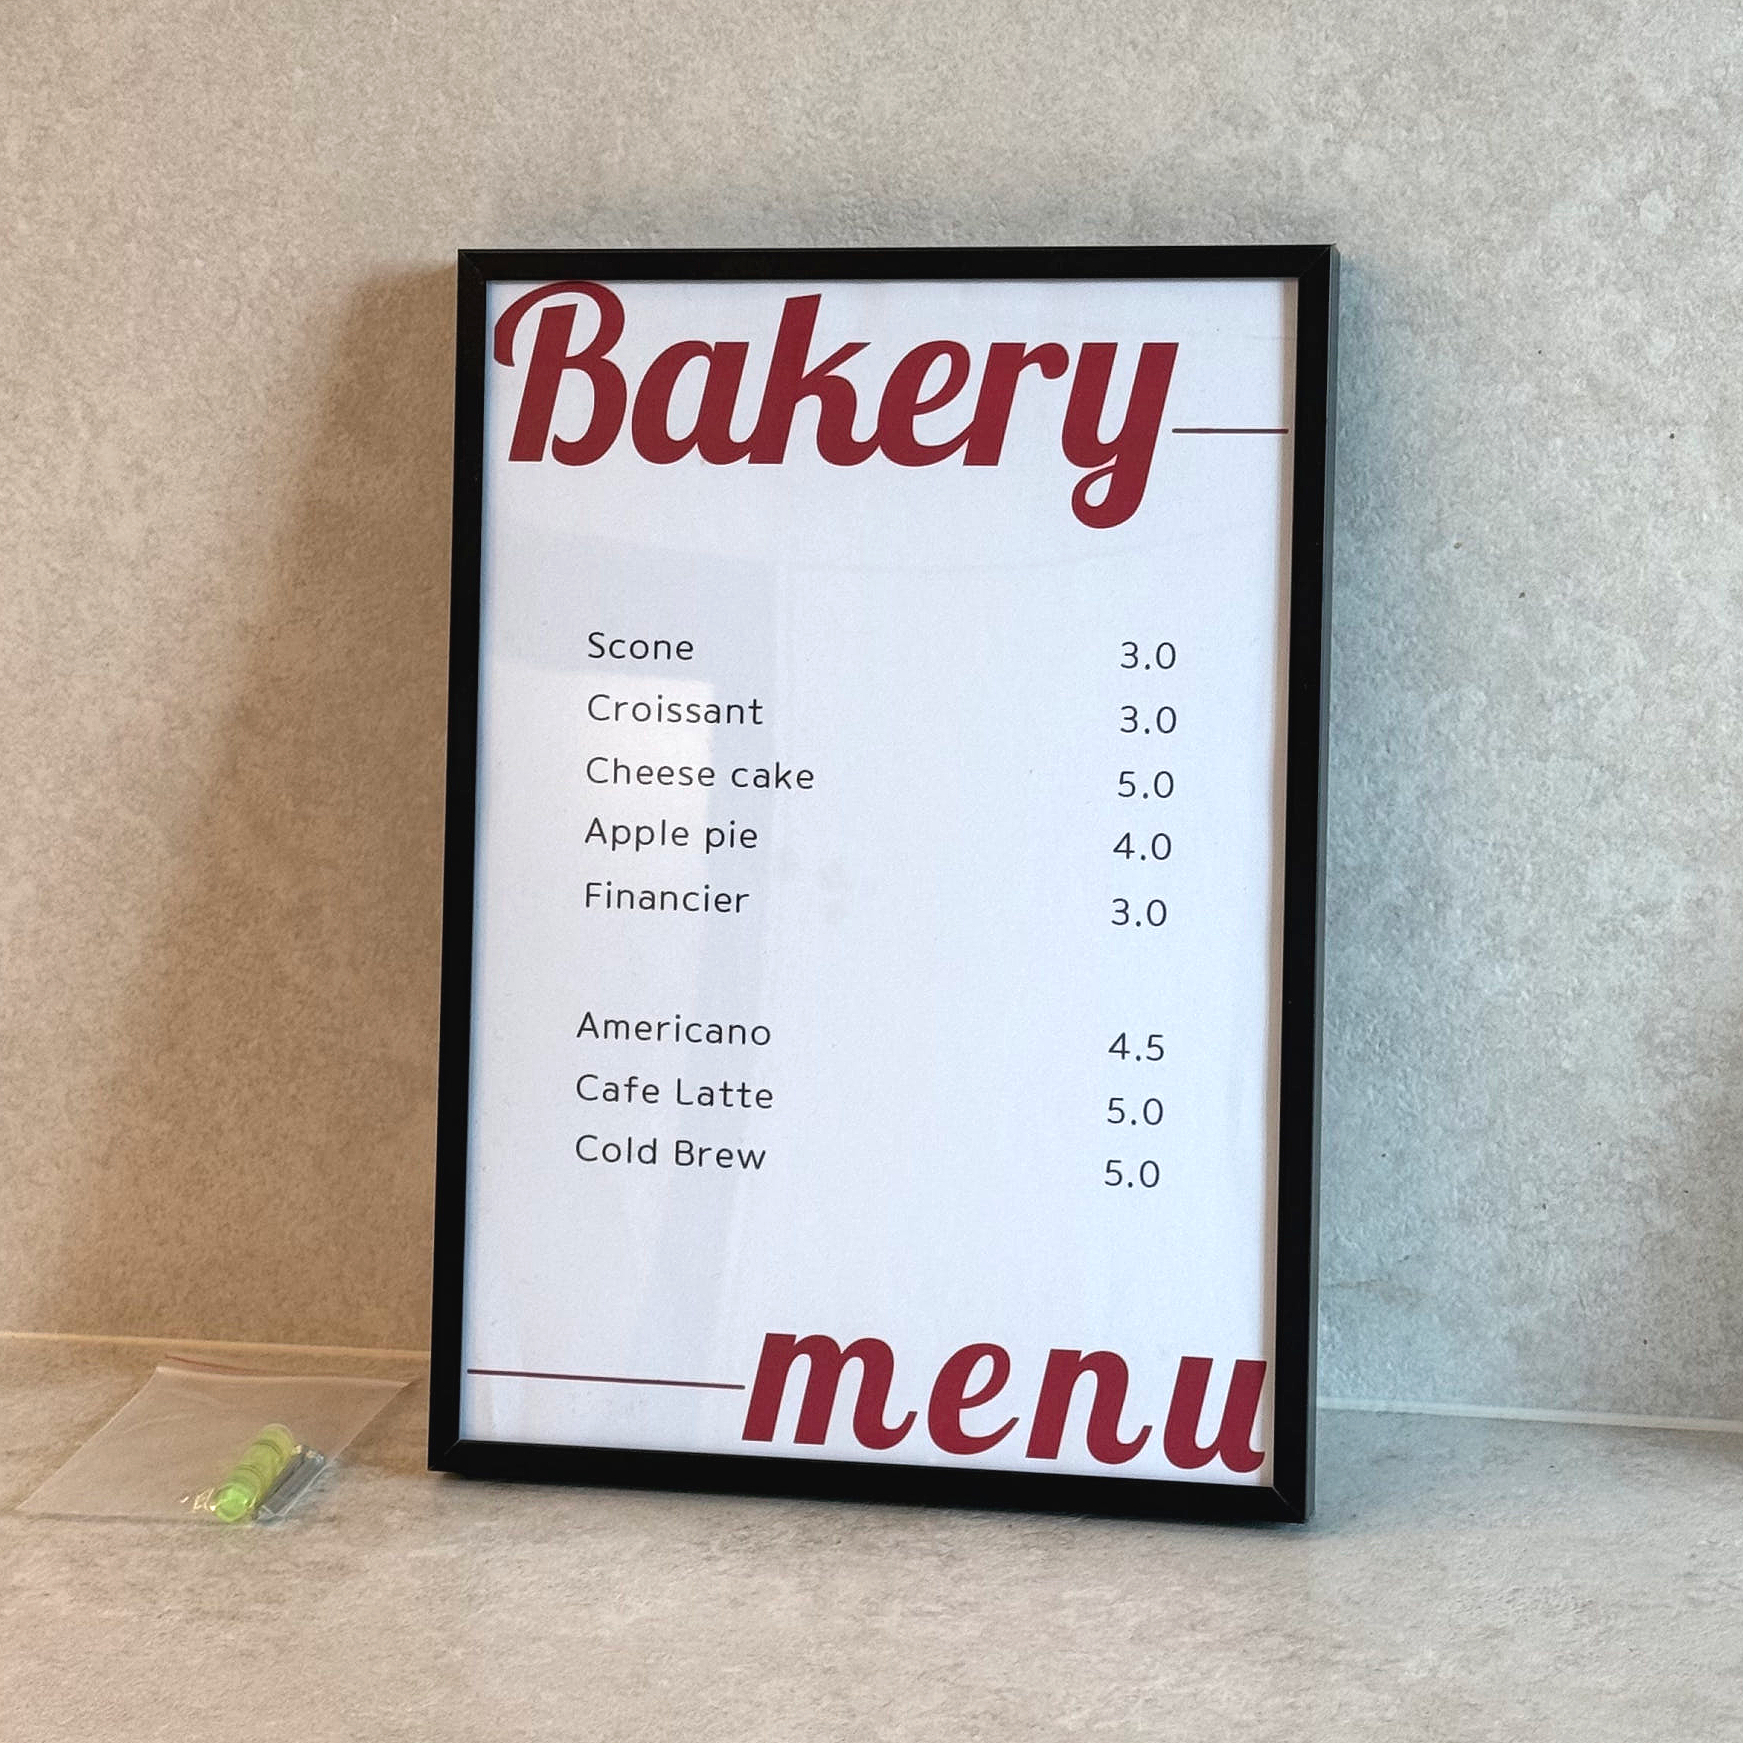 Bakery
Scone 3.0
Croissant 3.0
Cheese cake 5.0
Apple pie 4.0
Financier 3.0
Americano 4.5
Cafe Latte 5.0
Cold Brew 5.0
menu